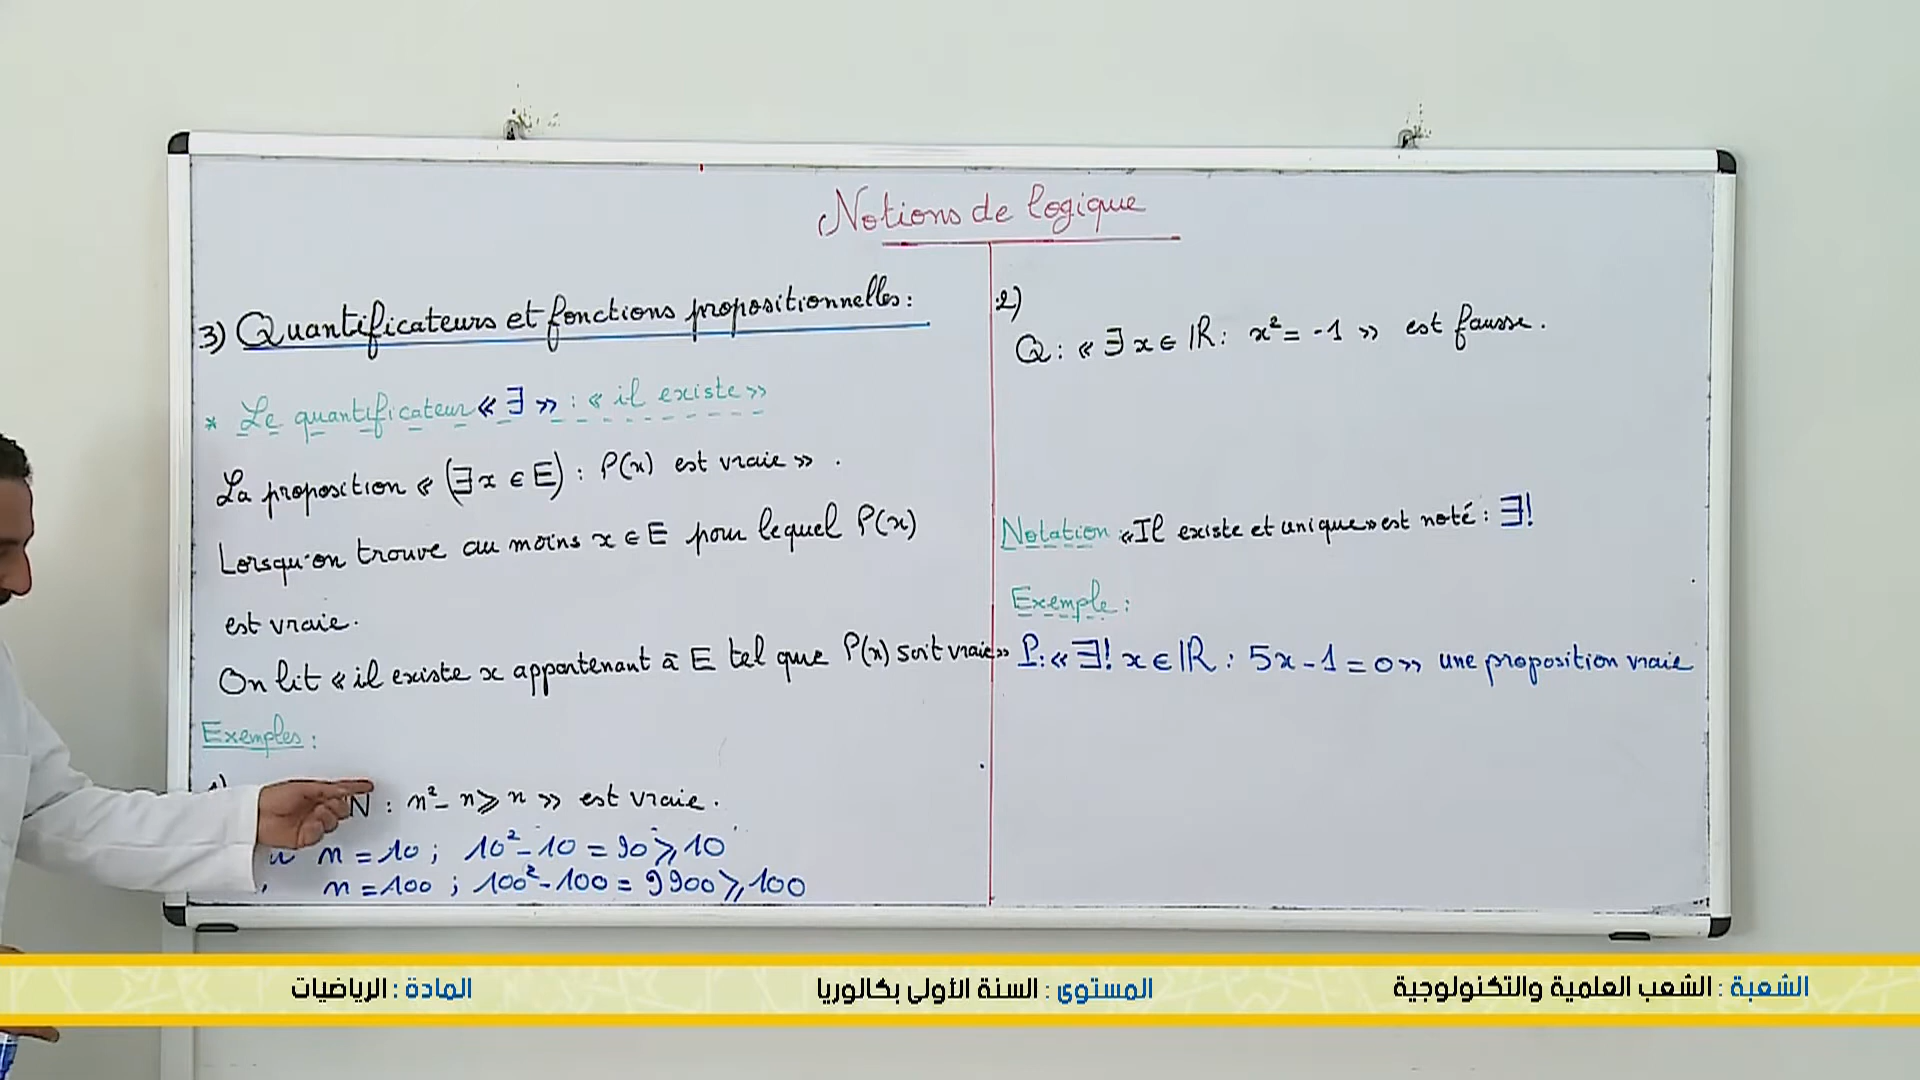 Notions de logique
3) Quantificateurs et fonctions propositionnelles :
* Le quantificateur « ∃ » : « il existe »
La proposition « (∃ x ∈ E) : P(x) est vraie » .
Lorsqu'on trouve au moins x ∈ E pour lequel P(x)
est vraie.
On lit « il existe x appartenant à E tel que P(x) soit vraie »
Exemples :
N : n² - n ⩾ n » est vraie .
n = 10 ; 10² - 10 = 90 ⩾ 10
n = 100 ; 100² - 100 = 9900 ⩾ 100
2)
Q : « ∃ x ∈ IR : x² = -1 » est fausse .
Notation «Il existe et unique» est noté : ∃!
Exemple :
P : « ∃! x ∈ IR : 5x - 1 = 0 » une proposition vraie
الشعبة : الشعب العلمية والتكنولوجية
المستوى : السنة الأولى بكالوريا
المادة : الرياضيات